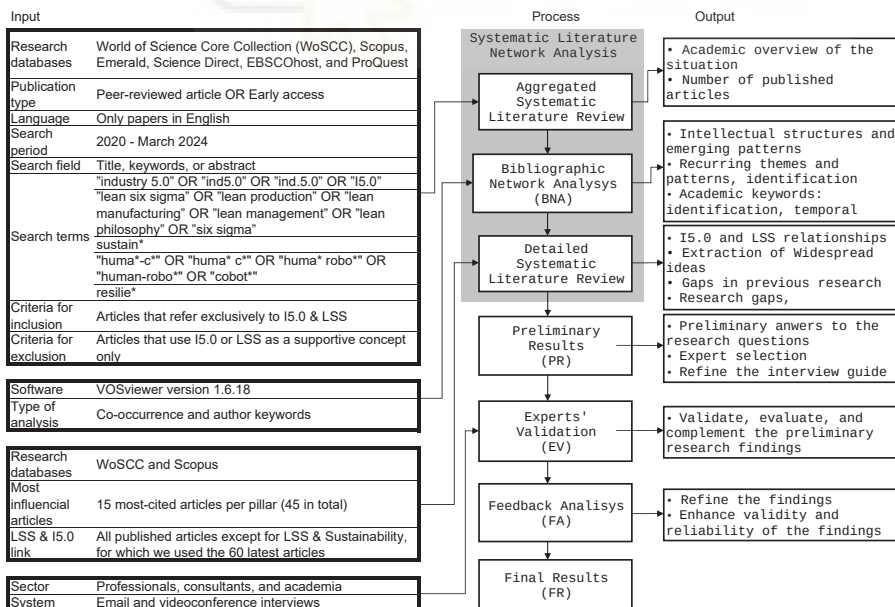 Input
Process
Output
Research
databases
World of Science Core Collection (WoSCC), Scopus,
Emerald, Science Direct, EBSCOhost, and ProQuest
Publication
type
Peer-reviewed article OR Early access
Language
Only papers in English
Search
period
2020 - March 2024
Search field
Title, keywords, or abstract
Search terms
"industry 5.0" OR "ind5.0" OR "ind.5.0" OR "I5.0"
"lean six sigma" OR "lean production" OR "lean
manufacturing" OR "lean management" OR "lean
philosophy" OR "six sigma"
sustain*
"huma*-c*" OR "huma* c*" OR "huma* robo*" OR
"human-robo*" OR "cobot*"
resilie*
Criteria for
inclusion
Articles that refer exclusively to I5.0 & LSS
Criteria for
exclusion
Articles that use I5.0 or LSS as a supportive concept
only
Software
VOSviewer version 1.6.18
Type of
analysis
Co-occurrence and author keywords
Research
databases
WoSCC and Scopus
Most
influencial
articles
15 most-cited articles per pillar (45 in total)
LSS & I5.0
link
All published articles except for LSS & Sustainability,
for which we used the 60 latest articles
Sector
Professionals, consultants, and academia
System
Email and videoconference interviews
Systematic Literature
Network Analysis
Aggregated
Systematic
Literature Review
Bibliographic
Network Analysys
(BNA)
Detailed
Systematic
Literature Review
Preliminary
Results
(PR)
Experts'
Validation
(EV)
Feedback Analisys
(FA)
Final Results
(FR)
• Academic overview of the
situation
• Number of published
articles
• Intellectual structures and
emerging patterns
• Recurring themes and
patterns, identification
• Academic keywords:
identification, temporal
• I5.0 and LSS relationships
• Extraction of Widespread
ideas
• Gaps in previous research
• Research gaps,
• Preliminary anwers to the
research questions
• Expert selection
• Refine the interview guide
• Validate, evaluate, and
complement the preliminary
research findings
• Refine the findings
• Enhance validity and
reliability of the findings